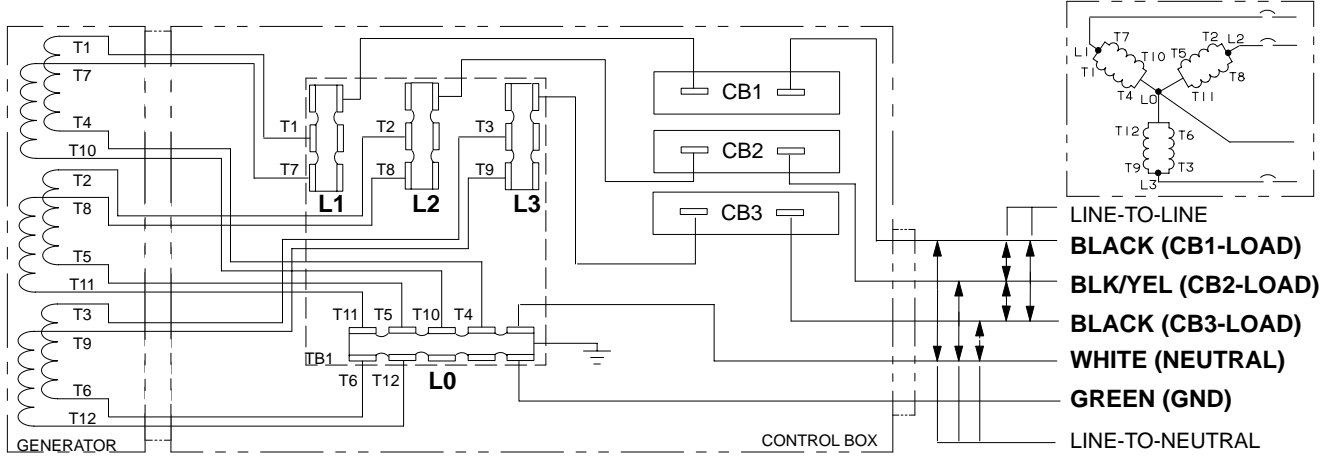 T1
T7
T4
T10
T2
T8
T5
T11
T3
T9
T6
T12
GENERATOR
T1
T7
L1
T2
T8
L2
T3
T9
L3
T11 T5 T10 T4
TB1
T6 T12 L0
CB1
CB2
CB3
CONTROL BOX
T7 T2 L2
L1 T10 T5
T1 T8
T4 L0 T11
T12 T6
T9 T3
L3
LINE-TO-LINE
BLACK (CB1-LOAD)
BLK/YEL (CB2-LOAD)
BLACK (CB3-LOAD)
WHITE (NEUTRAL)
GREEN (GND)
LINE-TO-NEUTRAL